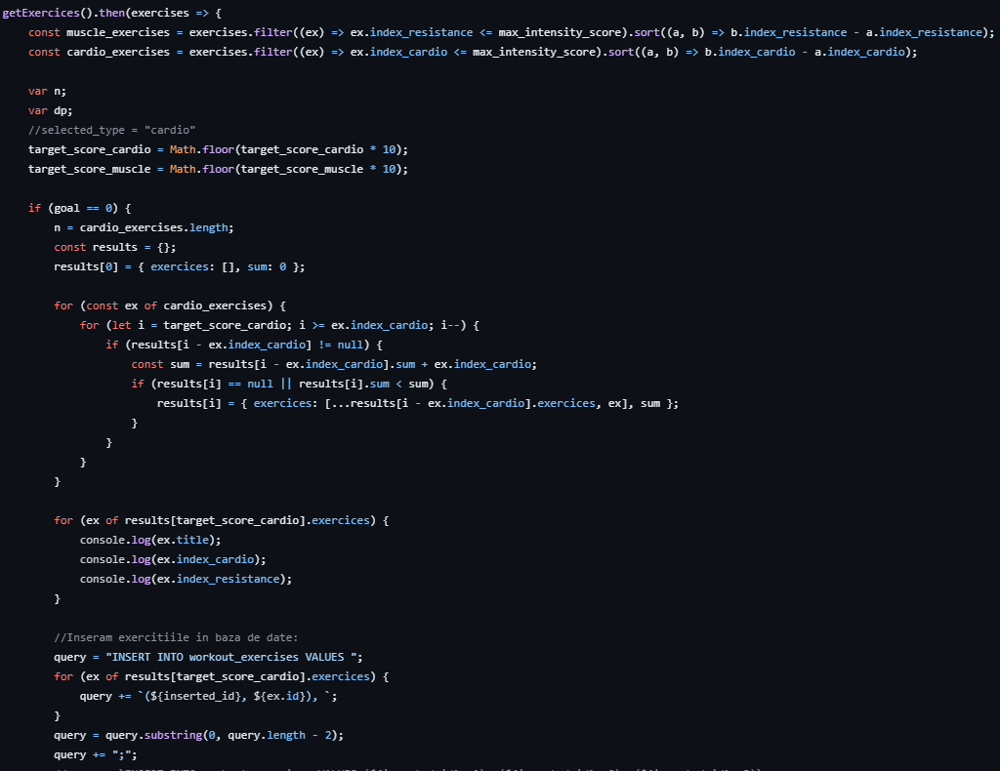 getExercices().then(exercises => {
    const muscle_exercises = exercises.filter((ex) => ex.index_resistance <= max_intensity_score).sort((a, b) => b.index_resistance - a.index_resistance);
    const cardio_exercises = exercises.filter((ex) => ex.index_cardio <= max_intensity_score).sort((a, b) => b.index_cardio - a.index_cardio);

    var n;
    var dp;
    //selected_type = "cardio"
    target_score_cardio = Math.floor(target_score_cardio * 10);
    target_score_muscle = Math.floor(target_score_muscle * 10);

    if (goal == 0) {
        n = cardio_exercises.length;
        const results = {};
        results[0] = { exercices: [], sum: 0 };

        for (const ex of cardio_exercises) {
            for (let i = target_score_cardio; i >= ex.index_cardio; i--) {
                if (results[i - ex.index_cardio] != null) {
                    const sum = results[i - ex.index_cardio].sum + ex.index_cardio;
                    if (results[i] == null || results[i].sum < sum) {
                        results[i] = { exercices: [...results[i - ex.index_cardio].exercices, ex], sum };
                    }
                }
            }
        }

        for (ex of results[target_score_cardio].exercices) {
            console.log(ex.title);
            console.log(ex.index_cardio);
            console.log(ex.index_resistance);
        }

        //Inseram exercitiile in baza de date:
        query = "INSERT INTO workout_exercises VALUES ";
        for (ex of results[target_score_cardio].exercices) {
            query += `(${inserted_id}, ${ex.id}), `;
        }
        query = query.substring(0, query.length - 2);
        query += ";";